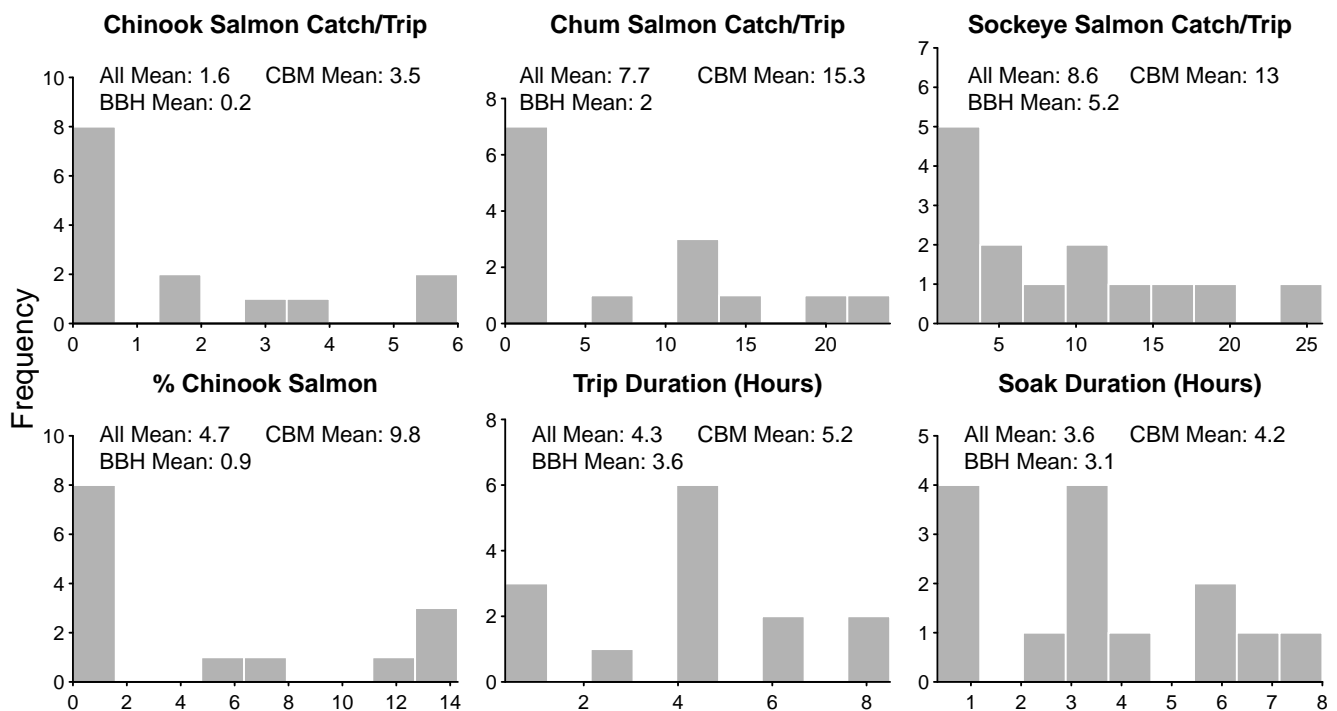 Chinook Salmon Catch/Trip
All Mean: 1.6 CBM Mean: 3.5
BBH Mean: 0.2
10
8
6
4
2
0
0 1 2 3 4 5 6
Chum Salmon Catch/Trip
All Mean: 7.7 CBM Mean: 15.3
BBH Mean: 2
8
6
4
2
0
0 5 10 15 20
Sockeye Salmon Catch/Trip
All Mean: 8.6 CBM Mean: 13
BBH Mean: 5.2
7
6
5
4
3
2
1
0
5 10 15 20 25
Frequency
% Chinook Salmon
All Mean: 4.7 CBM Mean: 9.8
BBH Mean: 0.9
10
8
6
4
2
0
0 2 4 6 8 10 12 14
Trip Duration (Hours)
All Mean: 4.3 CBM Mean: 5.2
BBH Mean: 3.6
8
6
4
2
0
2 4 6 8
Soak Duration (Hours)
All Mean: 3.6 CBM Mean: 4.2
BBH Mean: 3.1
5
4
3
2
1
0
1 2 3 4 5 6 7 8